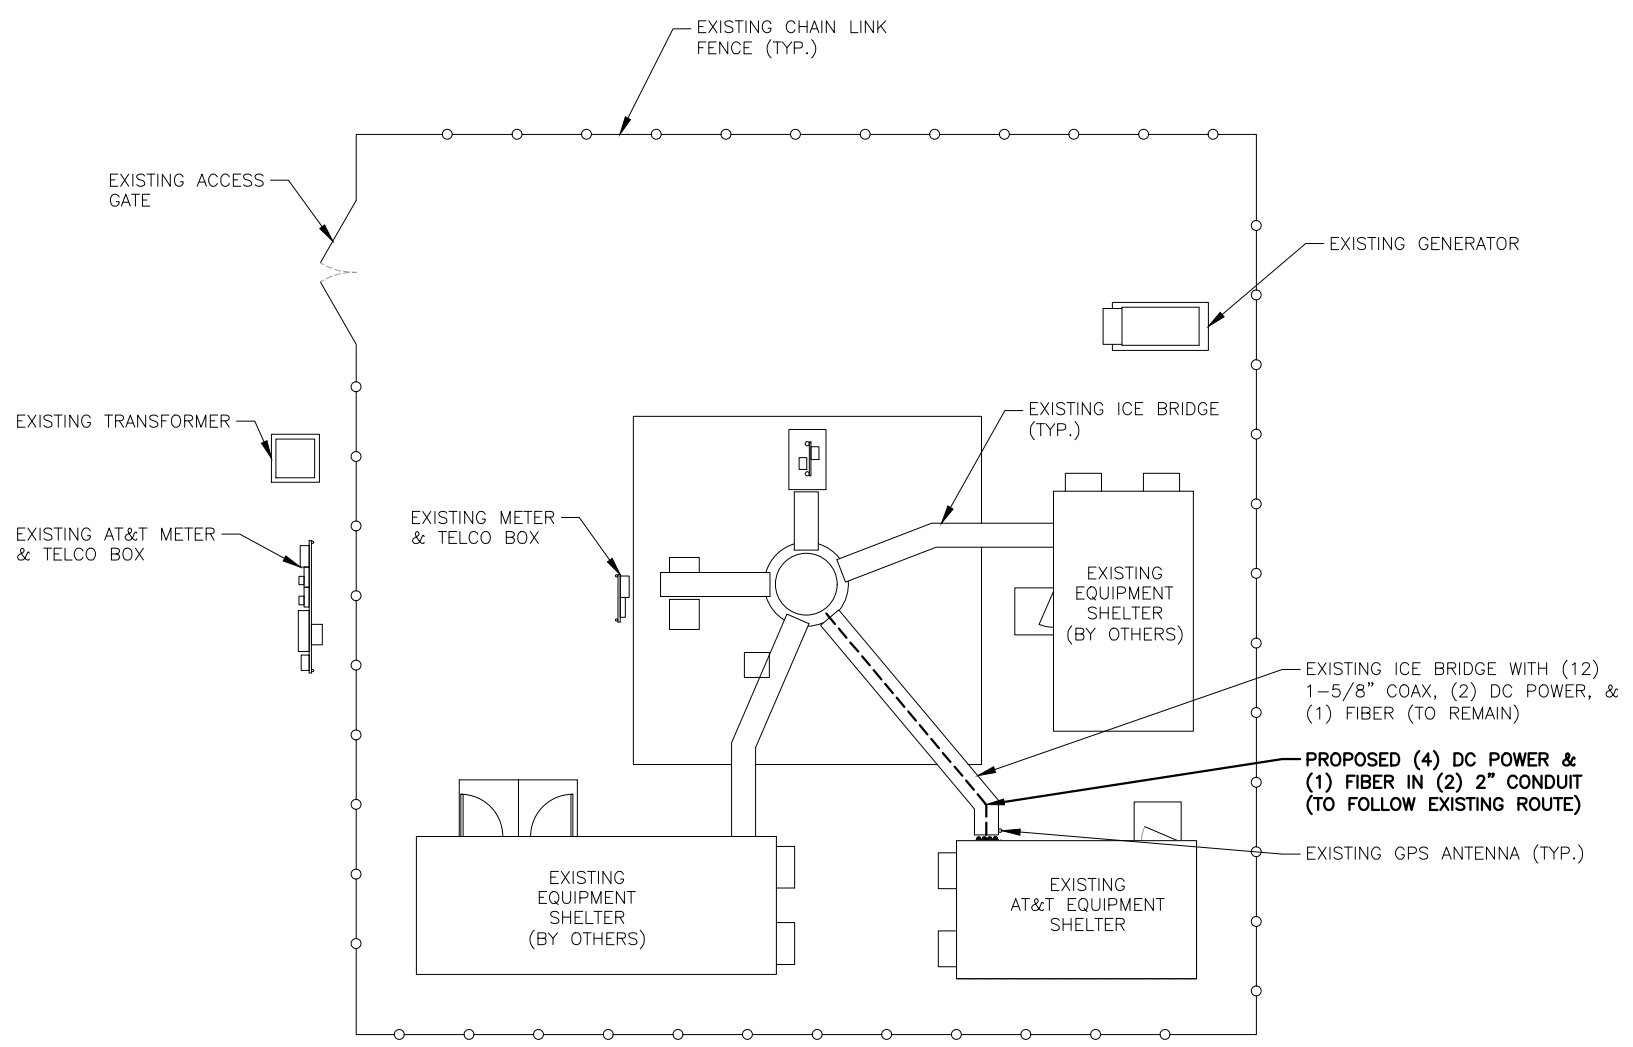 EXISTING CHAIN LINK
FENCE (TYP.)
EXISTING ACCESS
GATE
EXISTING GENERATOR
EXISTING TRANSFORMER
EXISTING ICE BRIDGE
(TYP.)
EXISTING METER
& TELCO BOX
EXISTING AT&T METER
& TELCO BOX
EXISTING
EQUIPMENT
SHELTER
(BY OTHERS)
EXISTING ICE BRIDGE WITH (12)
1-5/8" COAX, (2) DC POWER, &
(1) FIBER (TO REMAIN)
PROPOSED (4) DC POWER &
(1) FIBER IN (2) 2" CONDUIT
(TO FOLLOW EXISTING ROUTE)
EXISTING GPS ANTENNA (TYP.)
EXISTING
EQUIPMENT
SHELTER
(BY OTHERS)
EXISTING
AT&T EQUIPMENT
SHELTER